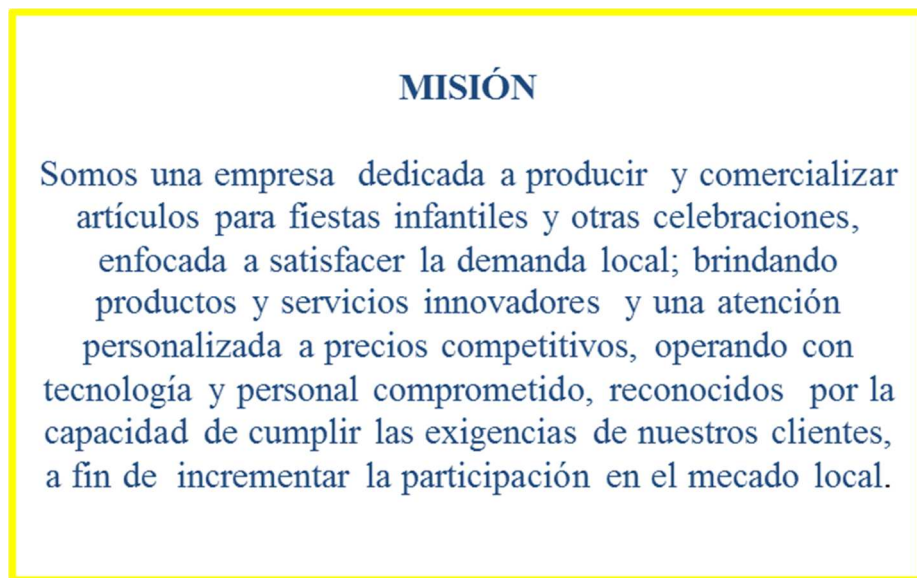 MISIÓN
Somos una empresa dedicada a producir y comercializar
artículos para fiestas infantiles y otras celebraciones,
enfocada a satisfacer la demanda local; brindando
productos y servicios innovadores y una atención
personalizada a precios competitivos, operando con
tecnología y personal comprometido, reconocidos por la
capacidad de cumplir las exigencias de nuestros clientes,
a fin de incrementar la participación en el mecado local.